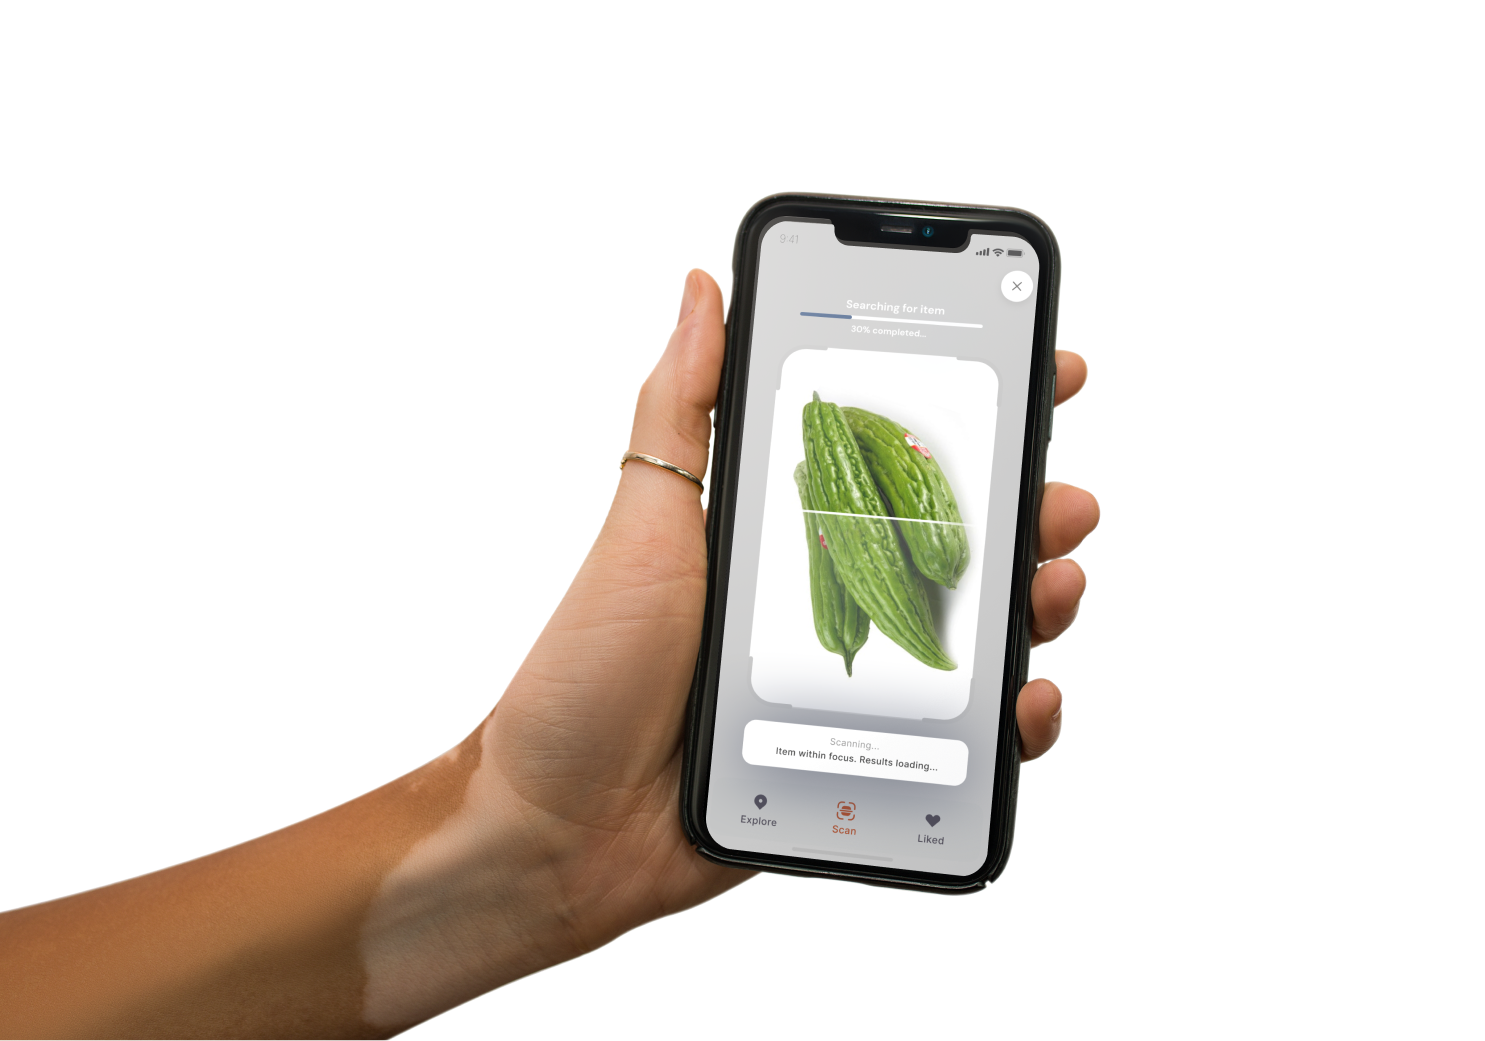 9:41
Searching for Item
30% completed...
Scanning...
Item within focus. Results loading...
Explore
Scan
Liked